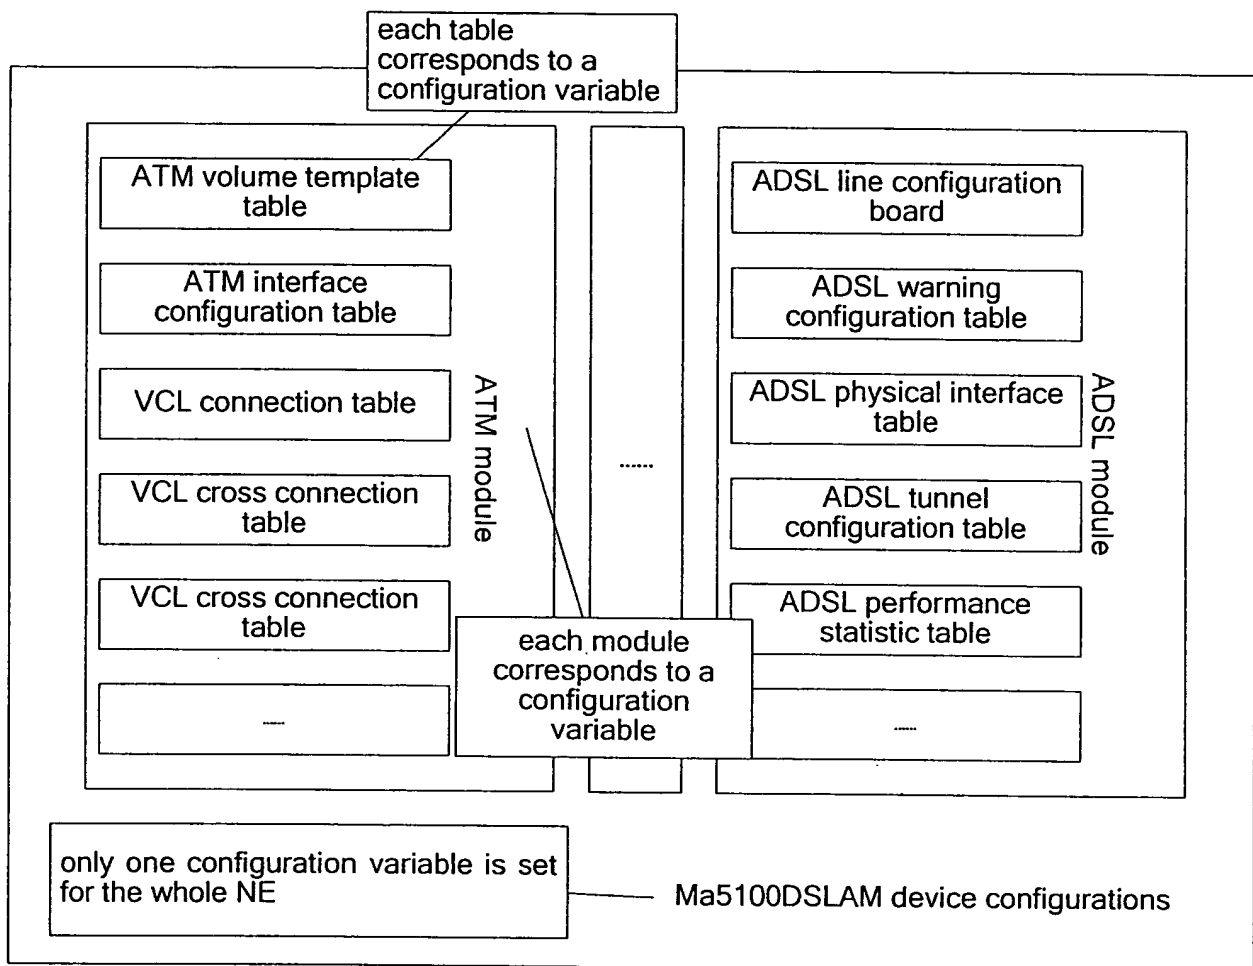 each table
corresponds to a
configuration variable
ATM volume template
table
ATM interface
configuration table
VCL connection table
VCL cross connection
table
VCL cross connection
table
......
ATM module
......
ADSL line configuration
board
ADSL warning
configuration table
ADSL physical interface
table
ADSL tunnel
configuration table
ADSL performance
statistic table
......
ADSL module
each module
corresponds to a
configuration
variable
only one configuration variable is set
for the whole NE
Ma5100DSLAM device configurations